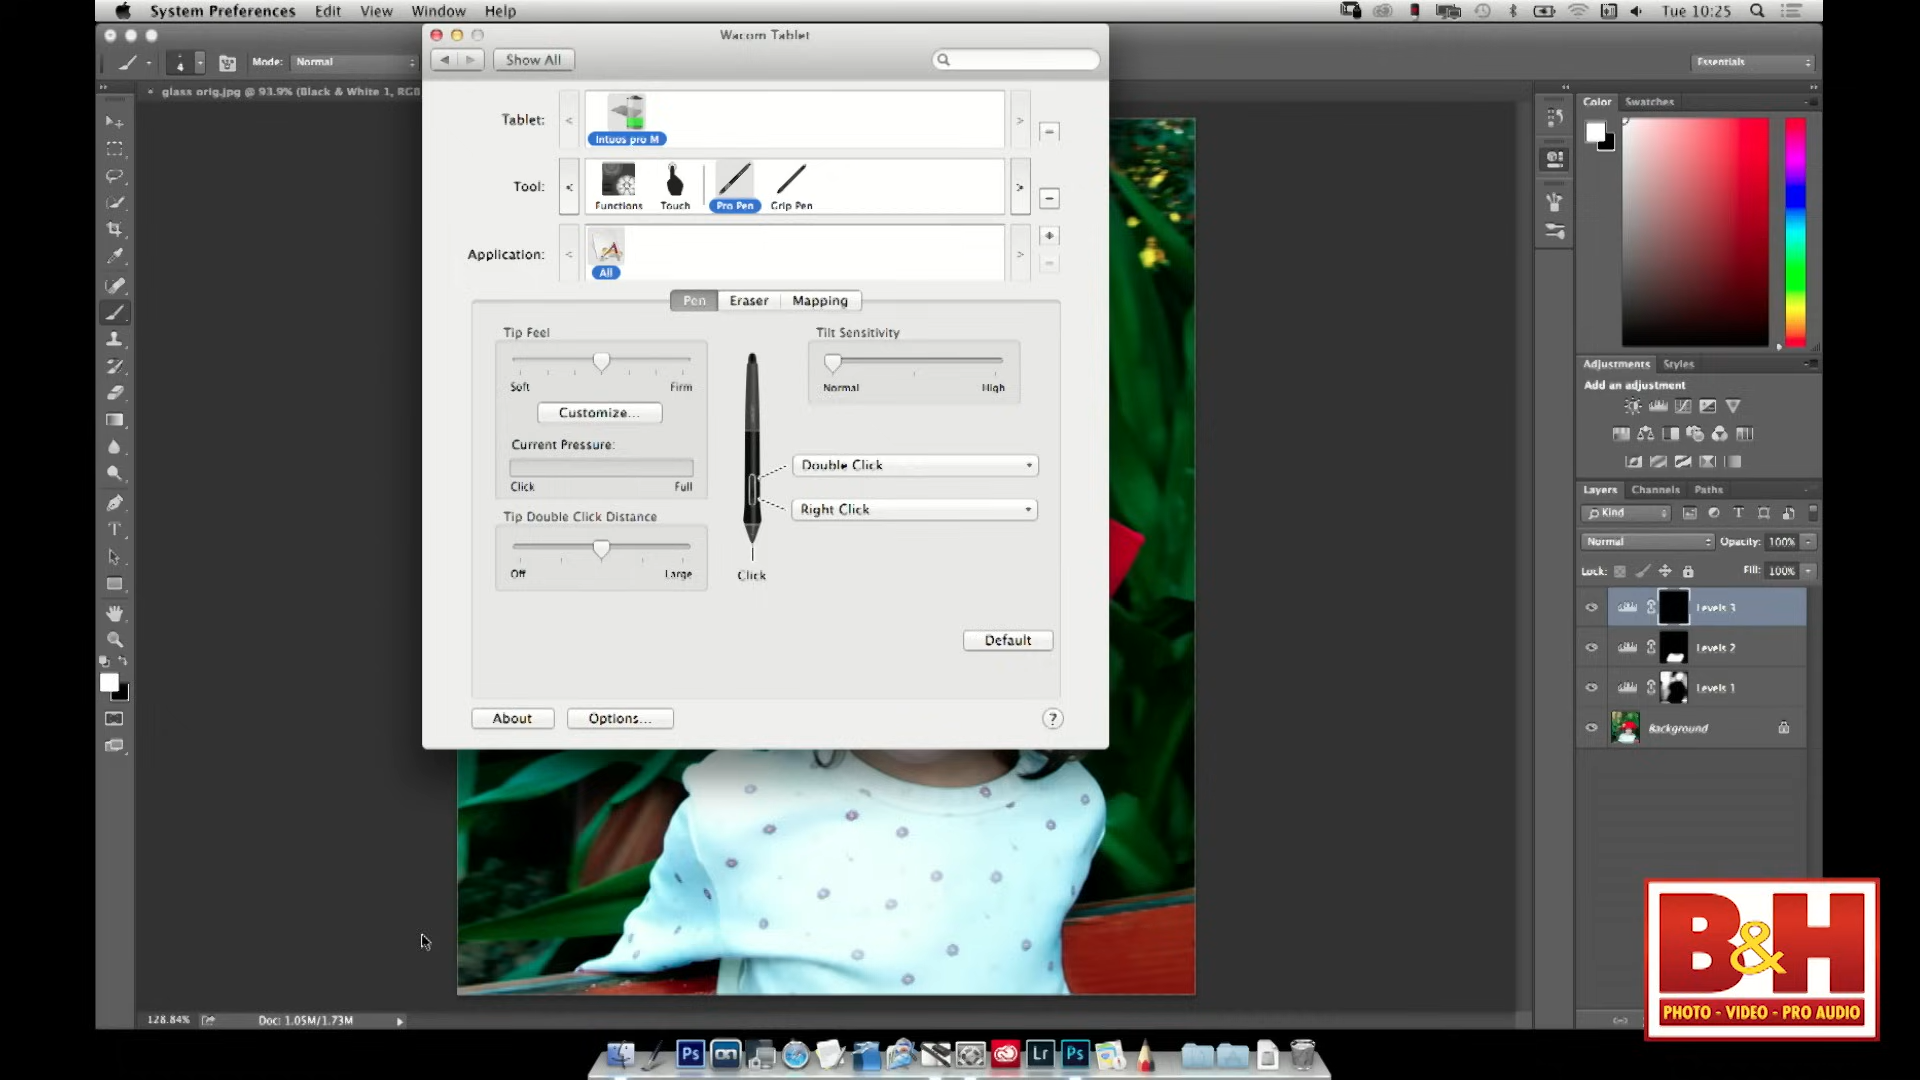 System Preferences Edit View Window Help
Tue 10:25
Wacom Tablet
Show All
4
Mode: Normal
Essentials
glass orig.jpg @ 93.9% (Black & White 1, RGB
Tablet:
Intuos pro M
Tool:
Functions Touch Pro Pen Grip Pen
Application:
All
Pen Eraser Mapping
Tip Feel
Soft Firm
Customize...
Current Pressure:
Click Full
Tip Double Click Distance
Off Large
Tilt Sensitivity
Normal High
Double Click
Right Click
Click
Default
About Options... ?
Color Swatches
Adjustments Styles
Add an adjustment
Layers Channels Paths
Kind
Normal Opacity: 100%
Lock: Fill: 100%
Levels 3
Levels 2
Levels 1
Background
128.84% Doc: 1.05M/1.73M
Ps on Lr Ps
B&H
PHOTO - VIDEO - PRO AUDIO